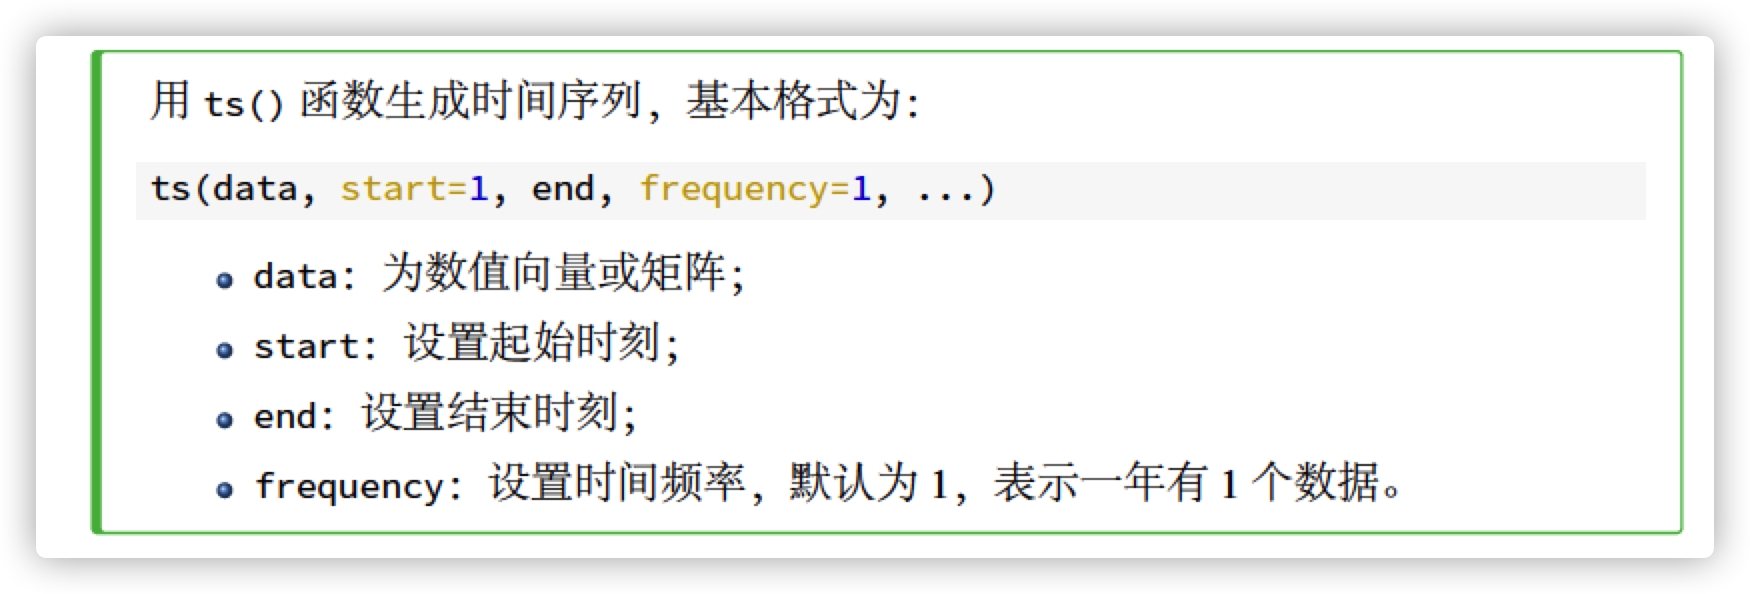 用 ts() 函数生成时间序列，基本格式为：
ts(data, start=1, end, frequency=1, ...)
data：为数值向量或矩阵；
start：设置起始时刻；
end：设置结束时刻；
frequency：设置时间频率，默认为 1，表示一年有 1 个数据。